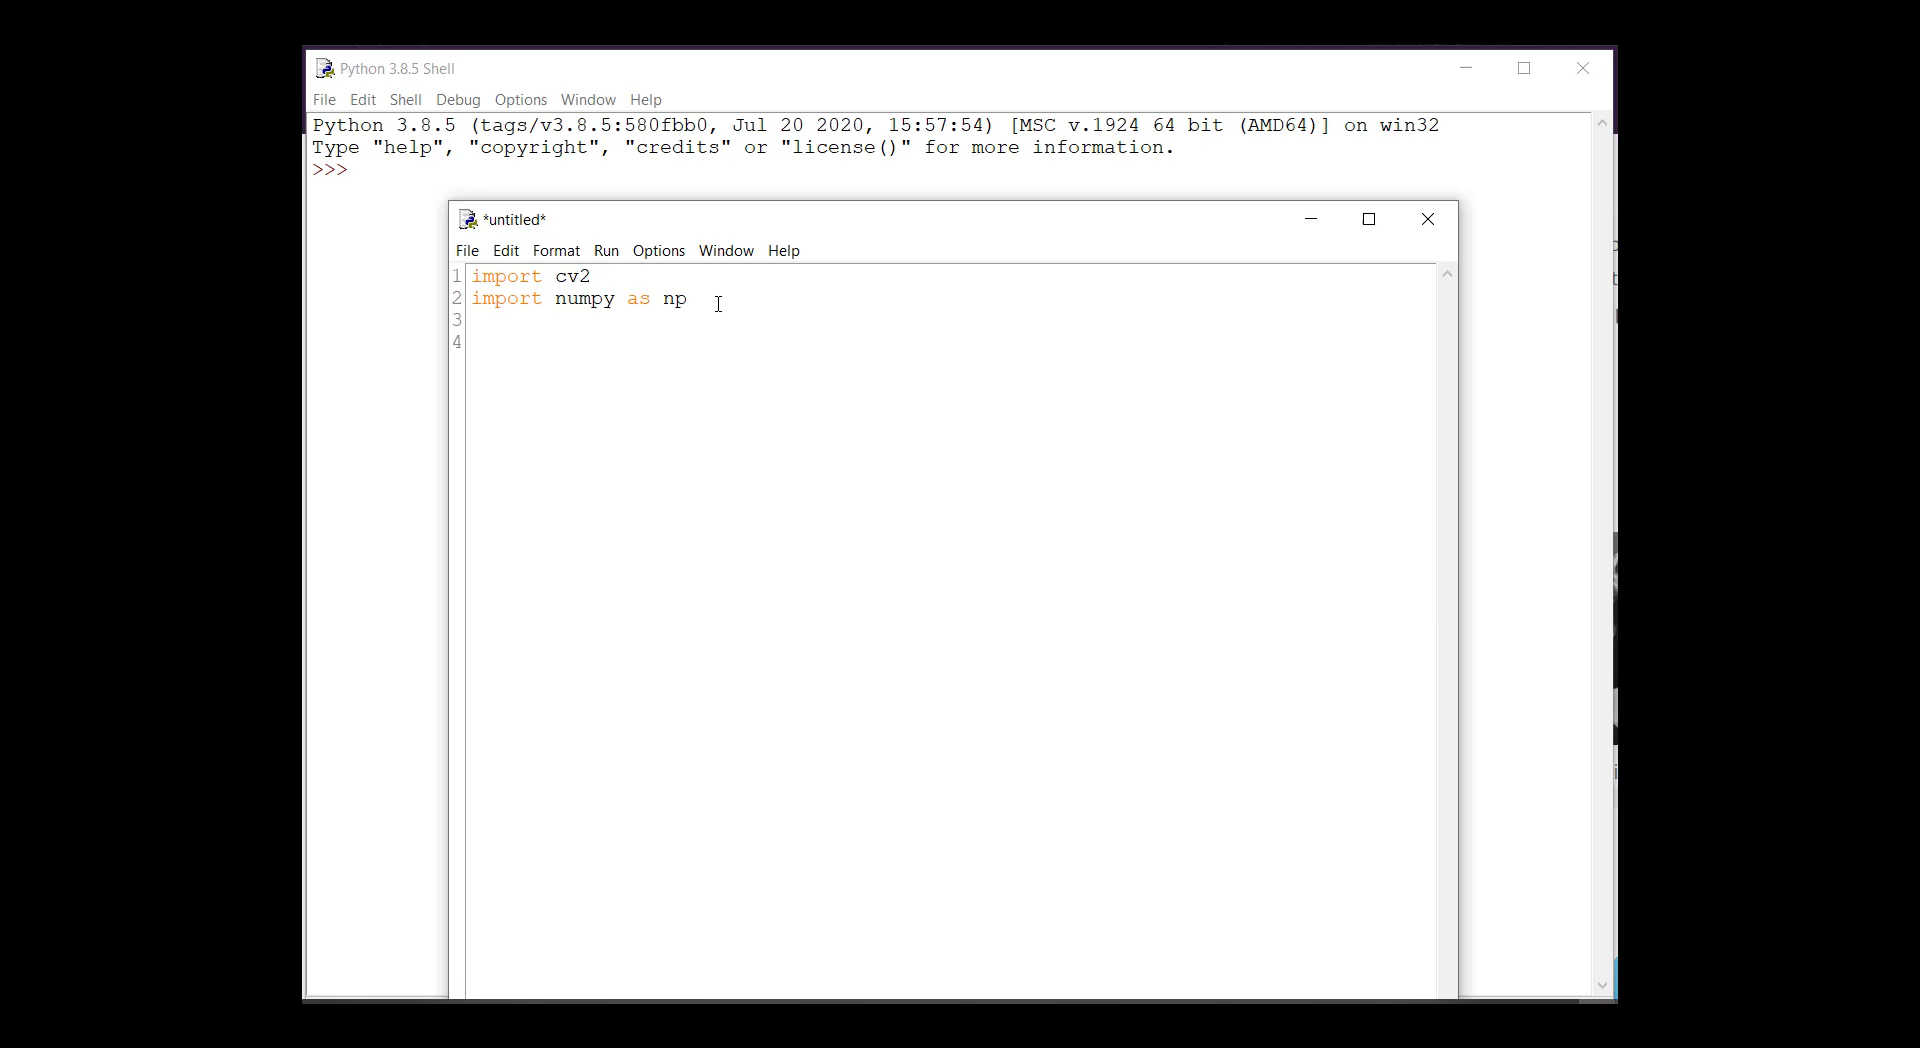 Python 3.8.5 Shell
File Edit Shell Debug Options Window Help
Python 3.8.5 (tags/v3.8.5:580fbb0, Jul 20 2020, 15:57:54) [MSC v.1924 64 bit (AMD64)] on win32
Type "help", "copyright", "credits" or "license()" for more information.
>>>
*untitled*
File Edit Format Run Options Window Help
1 import cv2
2 import numpy as np
3
4